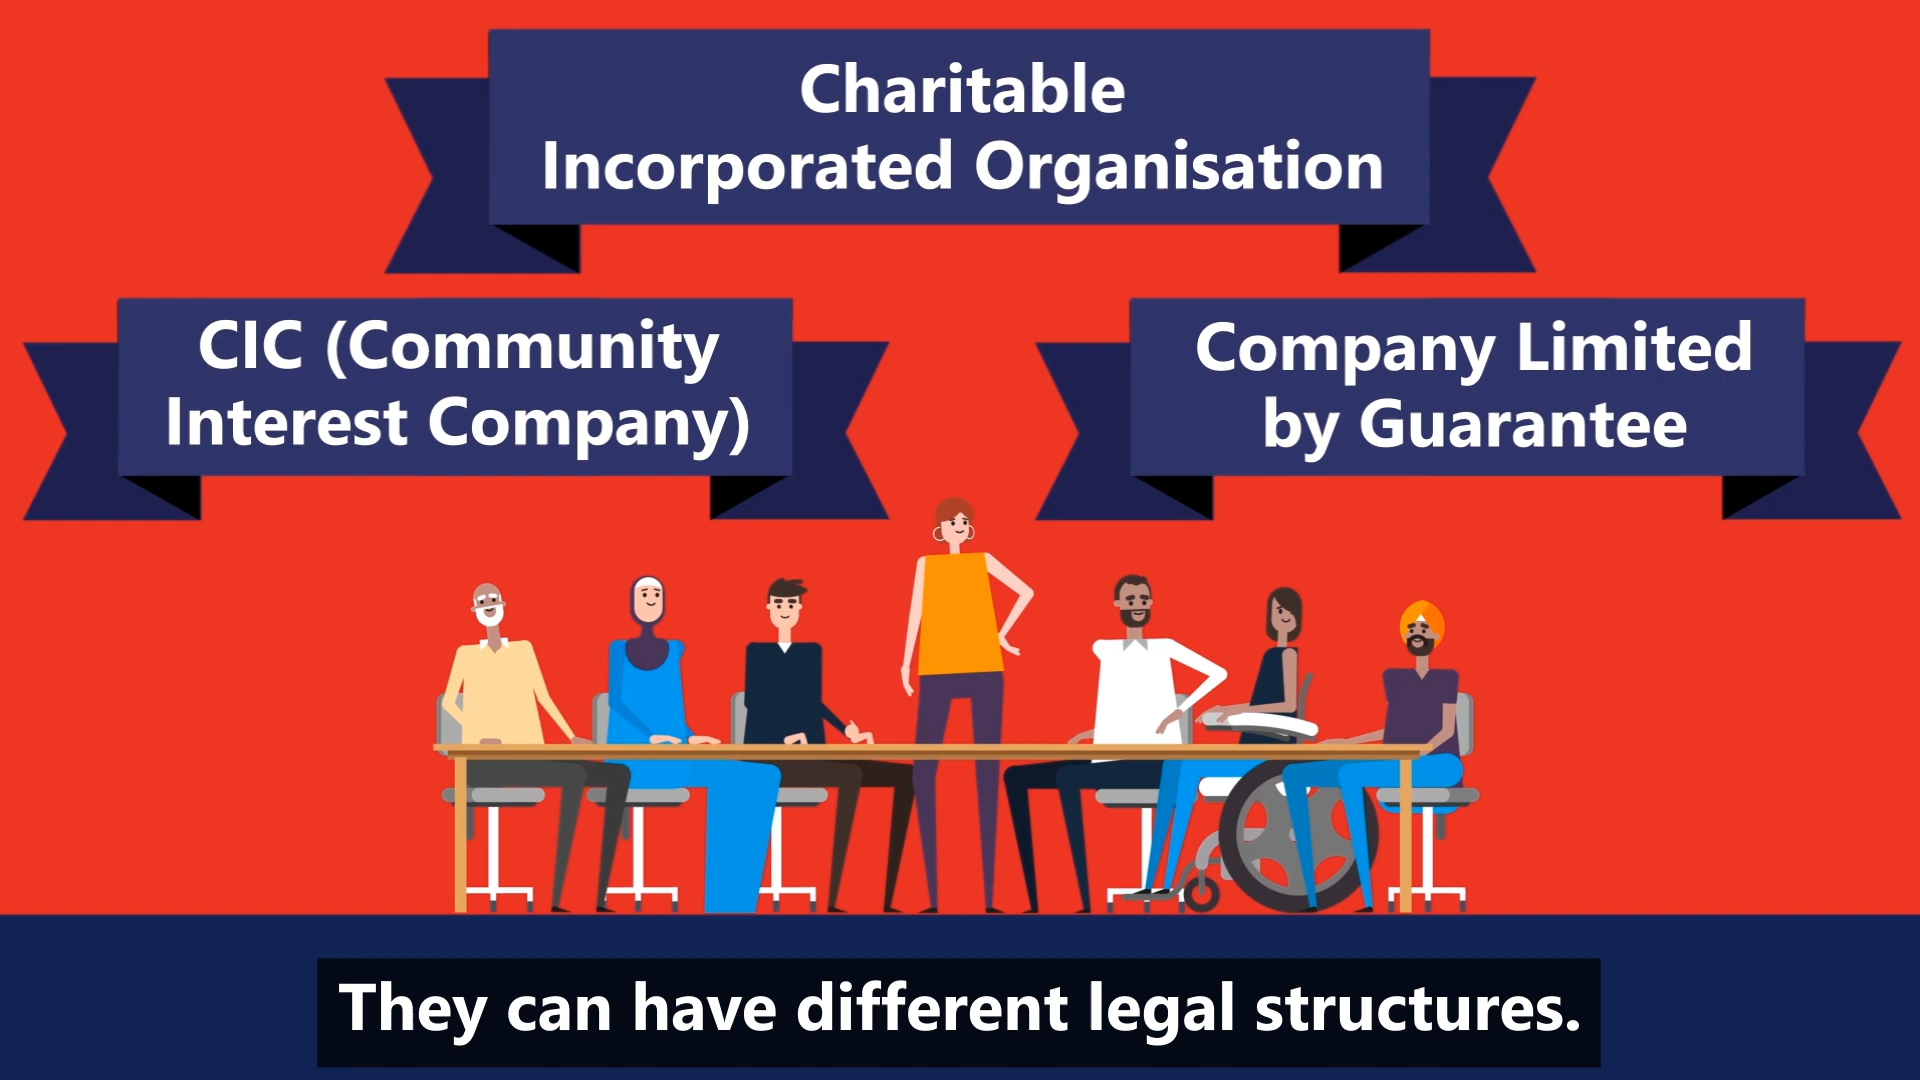 Charitable
Incorporated Organisation
CIC (Community
Interest Company)
Company Limited
by Guarantee
They can have different legal structures.